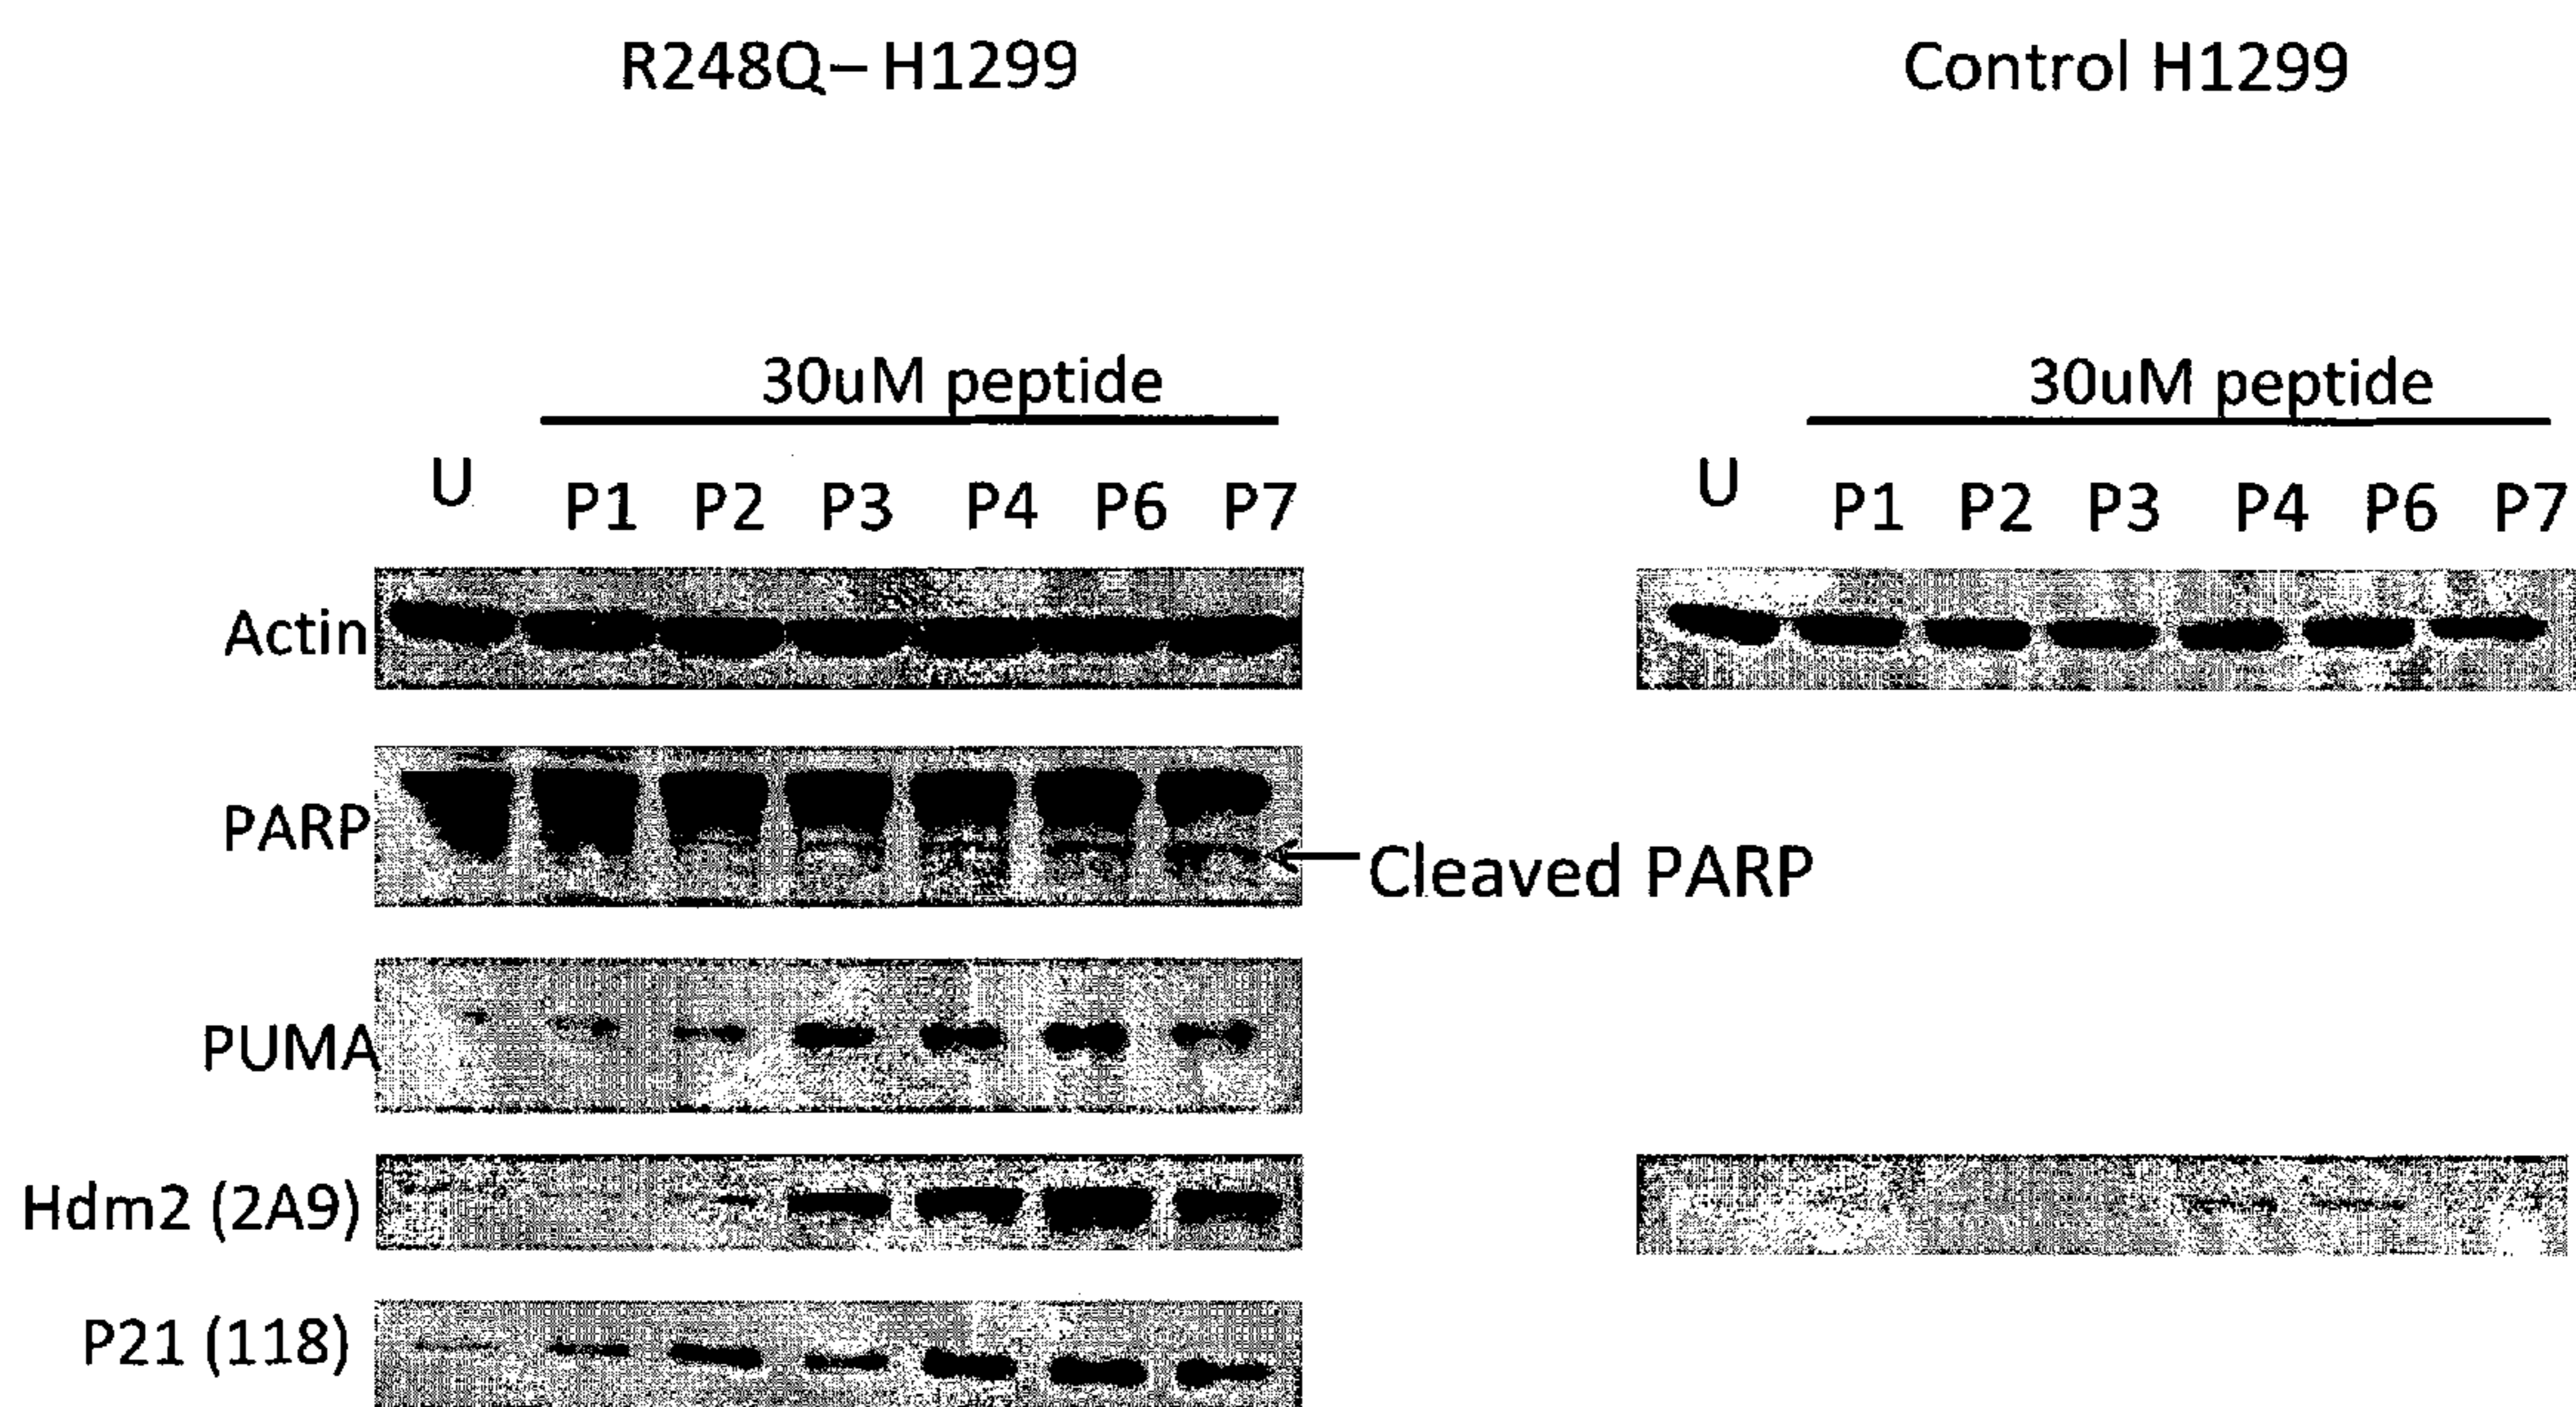 R248Q– H1299
Control H1299
30uM peptide
30uM peptide
U P1 P2 P3 P4 P6 P7
U P1 P2 P3 P4 P6 P7
Actin
PARP
Cleaved PARP
PUMA
Hdm2 (2A9)
P21 (118)